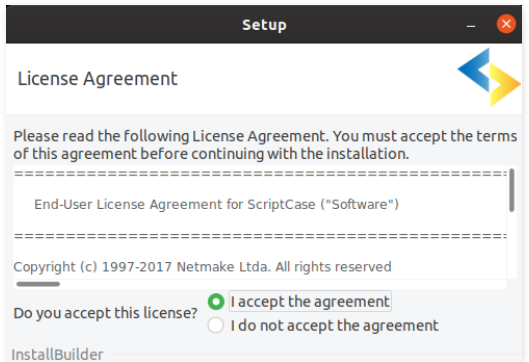 Setup
License Agreement
Please read the following License Agreement. You must accept the terms
of this agreement before continuing with the installation.
====================================================
End-User License Agreement for ScriptCase ("Software")
====================================================
Copyright (c) 1997-2017 Netmake Ltda. All rights reserved
Do you accept this license?
I accept the agreement
I do not accept the agreement
InstallBuilder